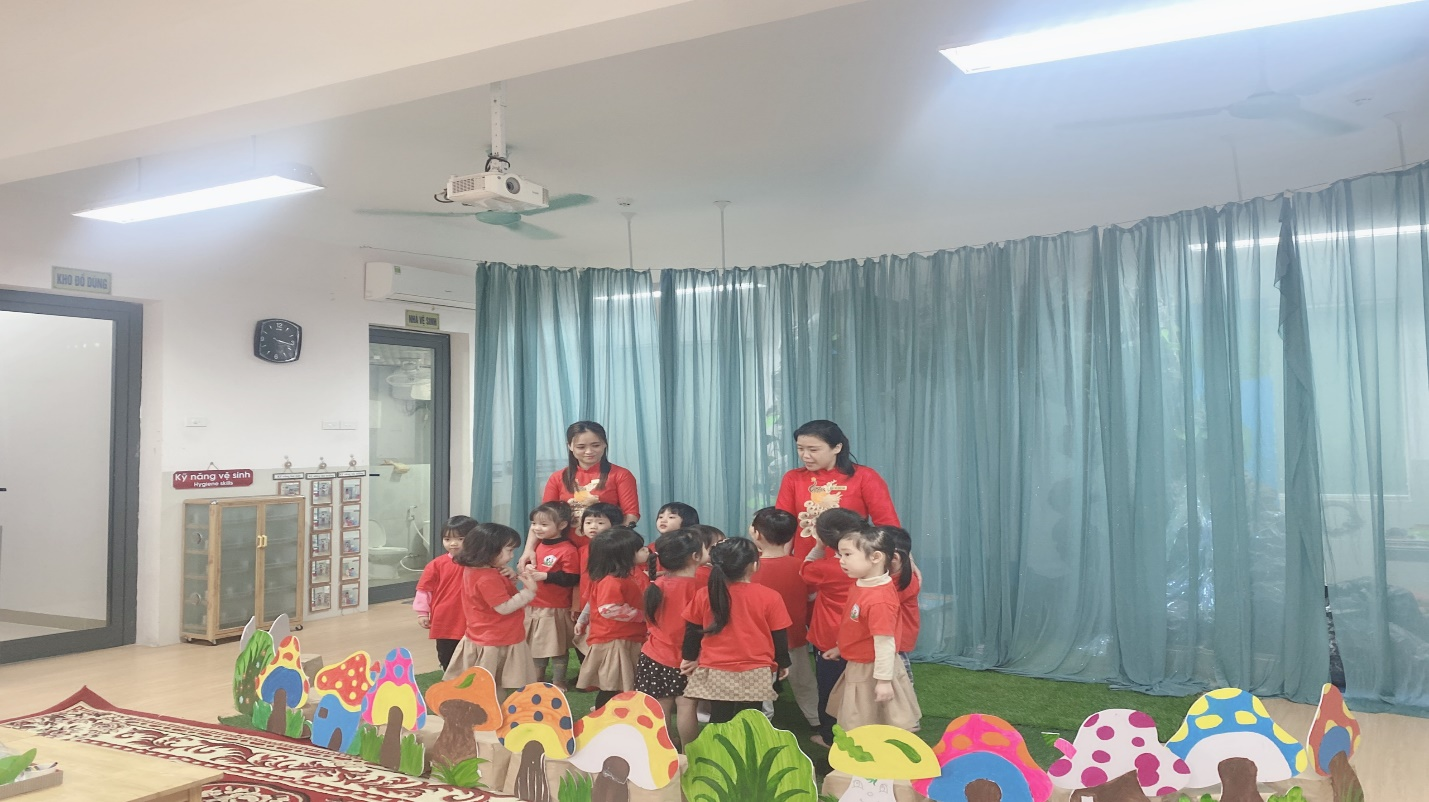 KHO ĐỒ DÙNG
NHÀ VỆ SINH
Kỹ năng vệ sinh
Hygiene skills